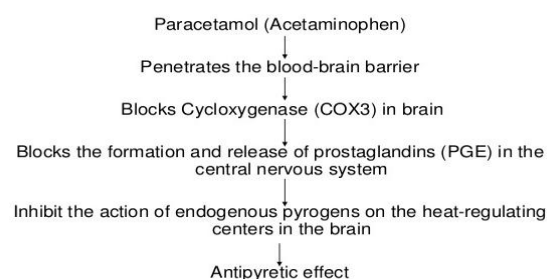 Paracetamol (Acetaminophen)
Penetrates the blood-brain barrier
Blocks Cycloxygenase (COX3) in brain
Blocks the formation and release of prostaglandins (PGE) in the
central nervous system
Inhibit the action of endogenous pyrogens on the heat-regulating
centers in the brain
Antipyretic effect